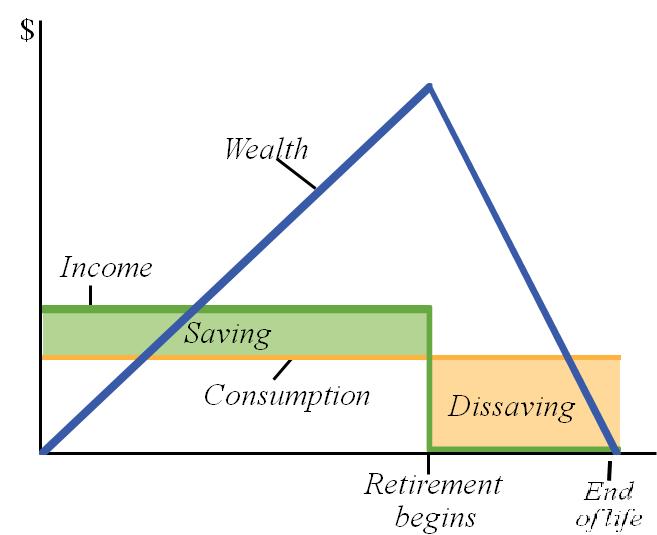 $
Wealth
Income
Saving
Consumption
Dissaving
Retirement
begins
End
of life